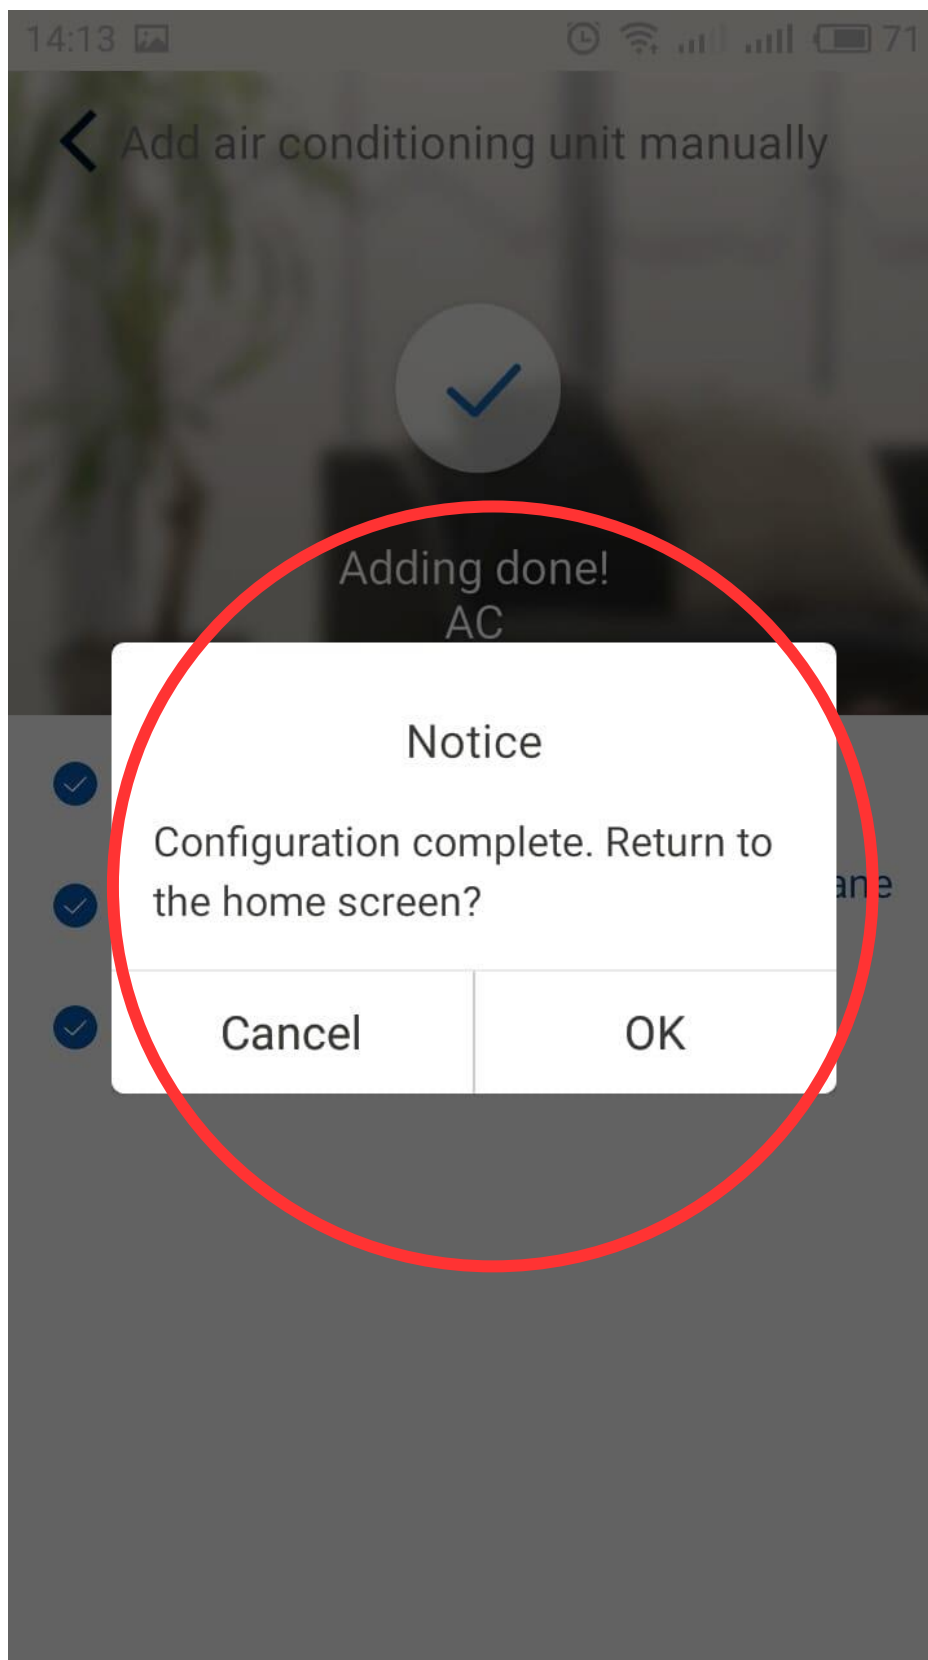 14:13 71
Add air conditioning unit manually
Adding done!
AC
Notice
Configuration complete. Return to
the home screen?
Cancel OK